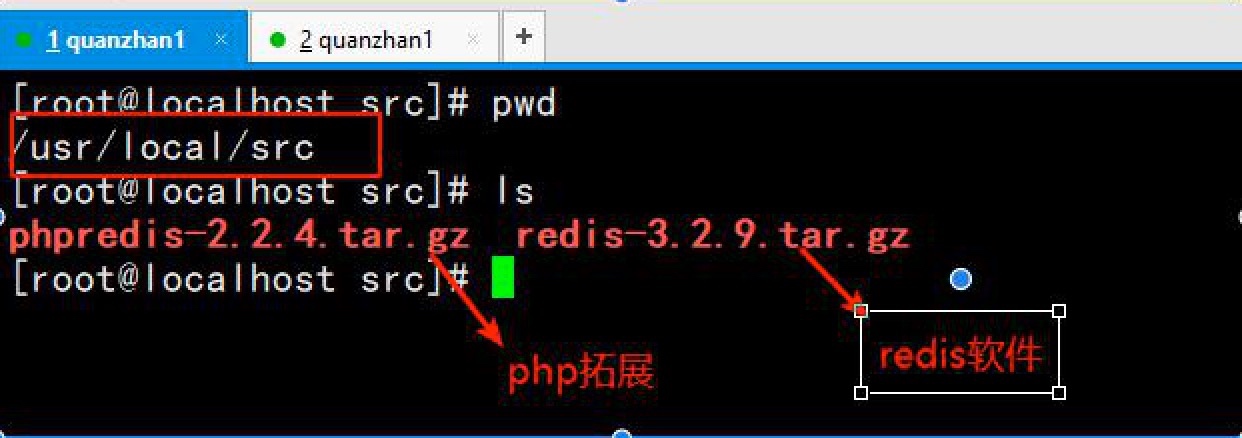 1 quanzhan1 × 2 quanzhan1 × +
[root@localhost src]# pwd
/usr/local/src
[root@localhost src]# ls
phpredis-2.2.4.tar.gz redis-3.2.9.tar.gz
[root@localhost src]#
redis软件
php拓展